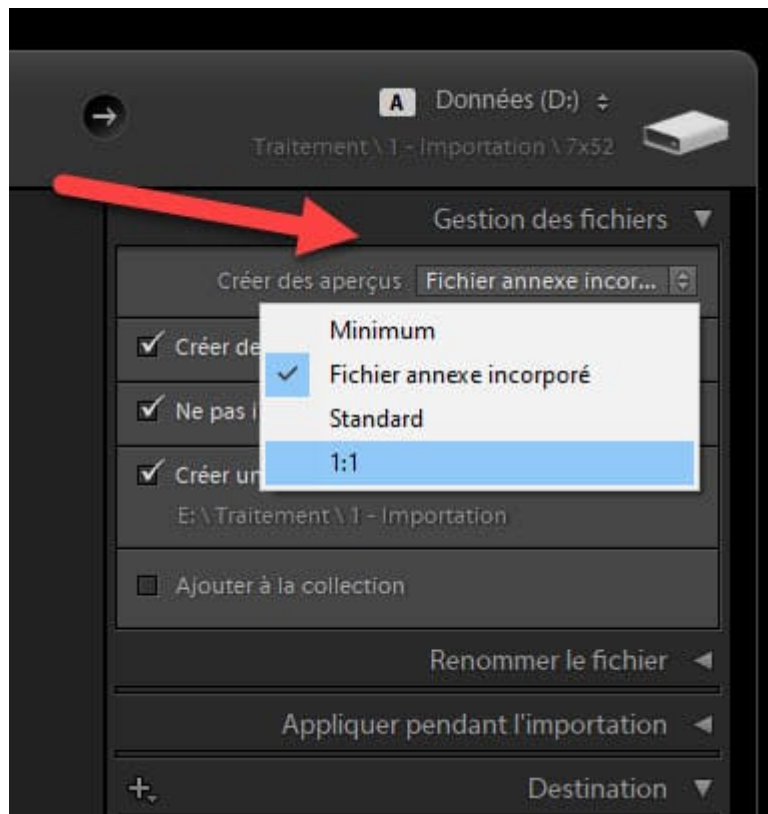 A Données (D:)
Traitement \ 1 - Importation \ 7x52
Gestion des fichiers
Créer des aperçus Fichier annexe incor...
Minimum
Créer de
Fichier annexe incorporé
Ne pas i
Standard
1:1
Créer un
E: \ Traitement \ 1 - Importation
Ajouter à la collection
Renommer le fichier
Appliquer pendant l'importation
Destination